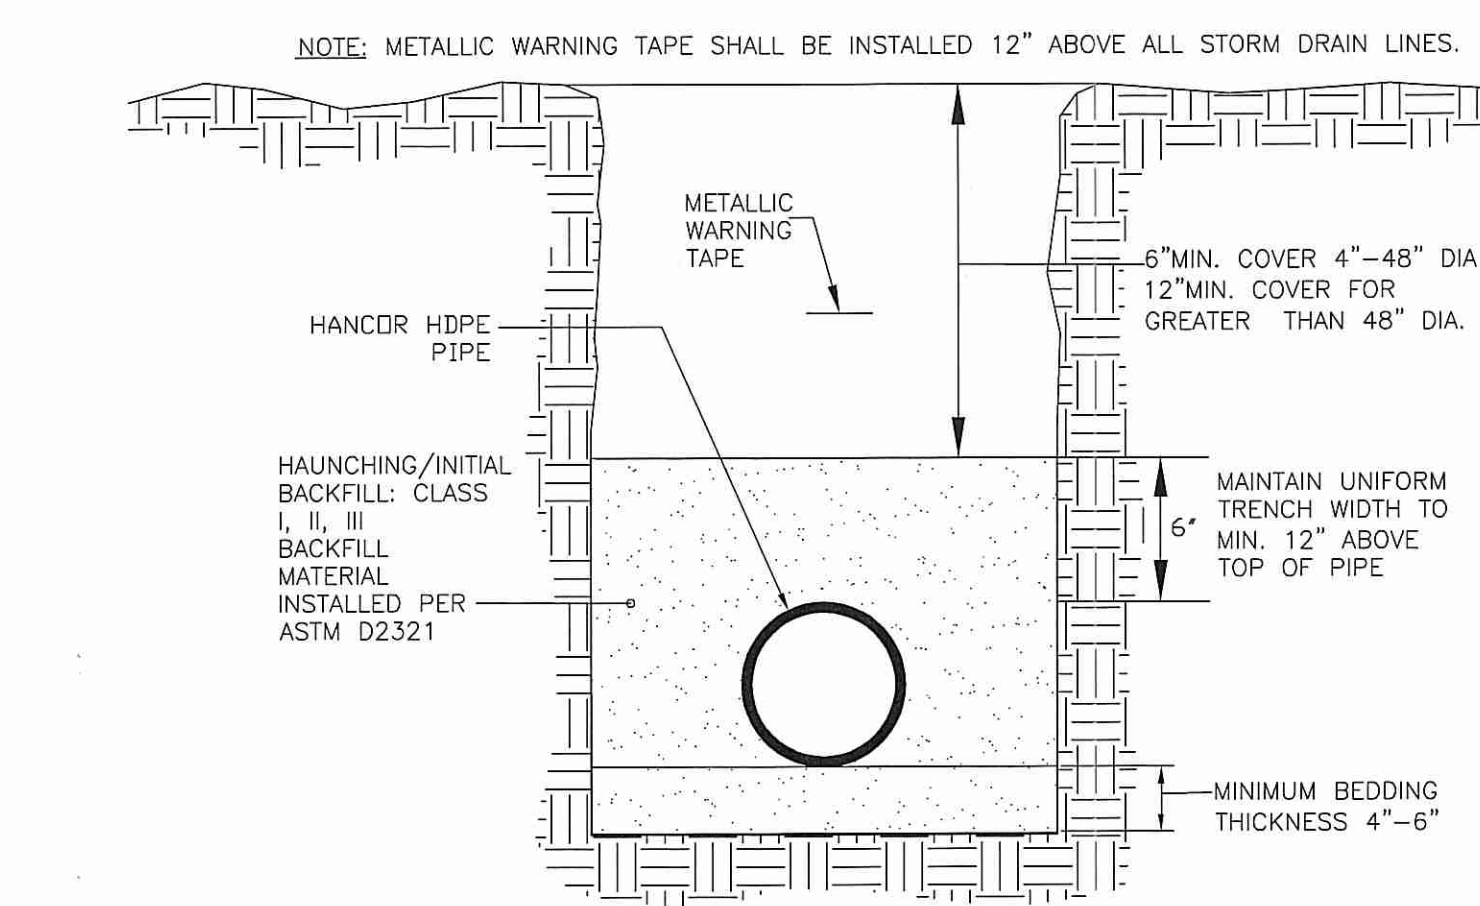 NOTE: METALLIC WARNING TAPE SHALL BE INSTALLED 12" ABOVE ALL STORM DRAIN LINES.
METALLIC
WARNING
TAPE
6"MIN. COVER 4"-48" DIA
12"MIN. COVER FOR
GREATER THAN 48" DIA.
HANCOR HDPE
PIPE
HAUNCHING/INITIAL
BACKFILL: CLASS
I, II, III
BACKFILL
MATERIAL
INSTALLED PER
ASTM D2321
6"
MAINTAIN UNIFORM
TRENCH WIDTH TO
MIN. 12" ABOVE
TOP OF PIPE
MINIMUM BEDDING
THICKNESS 4"-6"